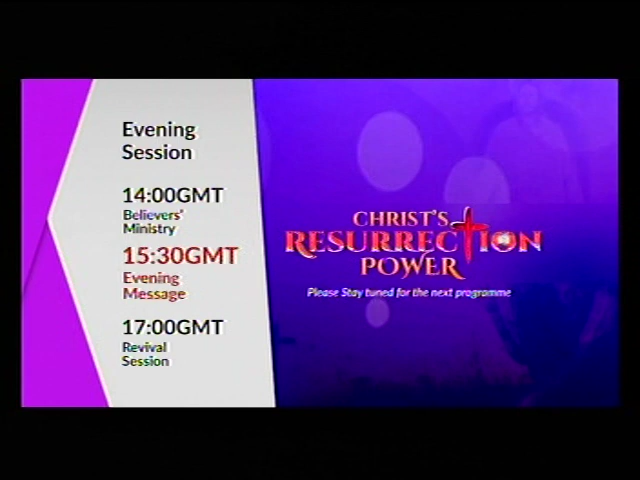 Evening
Session
14:00GMT
Believers'
Ministry
15:30GMT
Evening
Message
17:00GMT
Revival
Session
CHRIST'S
RESURRECTION
POWER
Please Stay tuned for the next programme